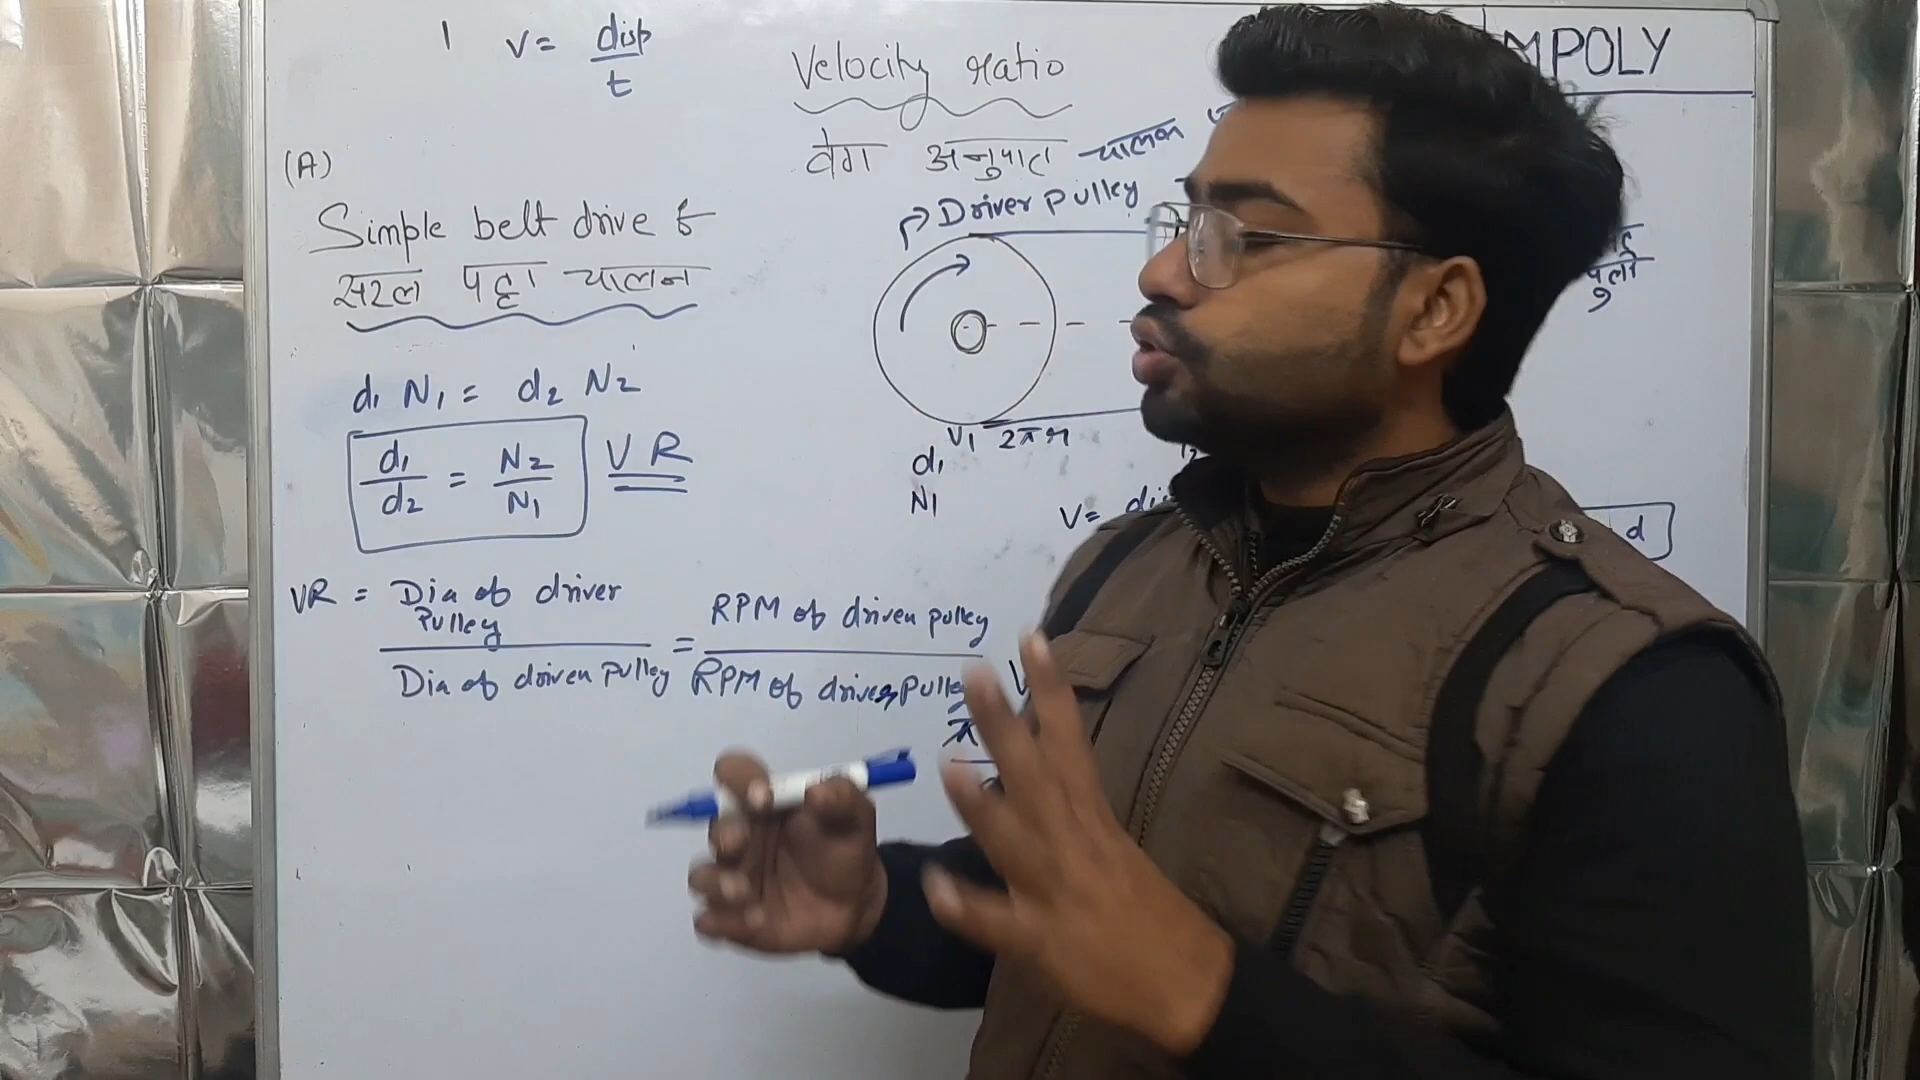 V = disp
t
MPOLY
Velocity ratio
वेग अनुपात
चालक
Driver pulley
(A)
Simple belt drive
सरल पट्टा चालन
d1 N1 = d2 N2
d1/d2 = N2/N1 VR
V1 2πr
d1
N1
V=
d
VR = Dia of driver Pulley / Dia of driven pulley = RPM of driven pulley / RPM of driver pulley
π